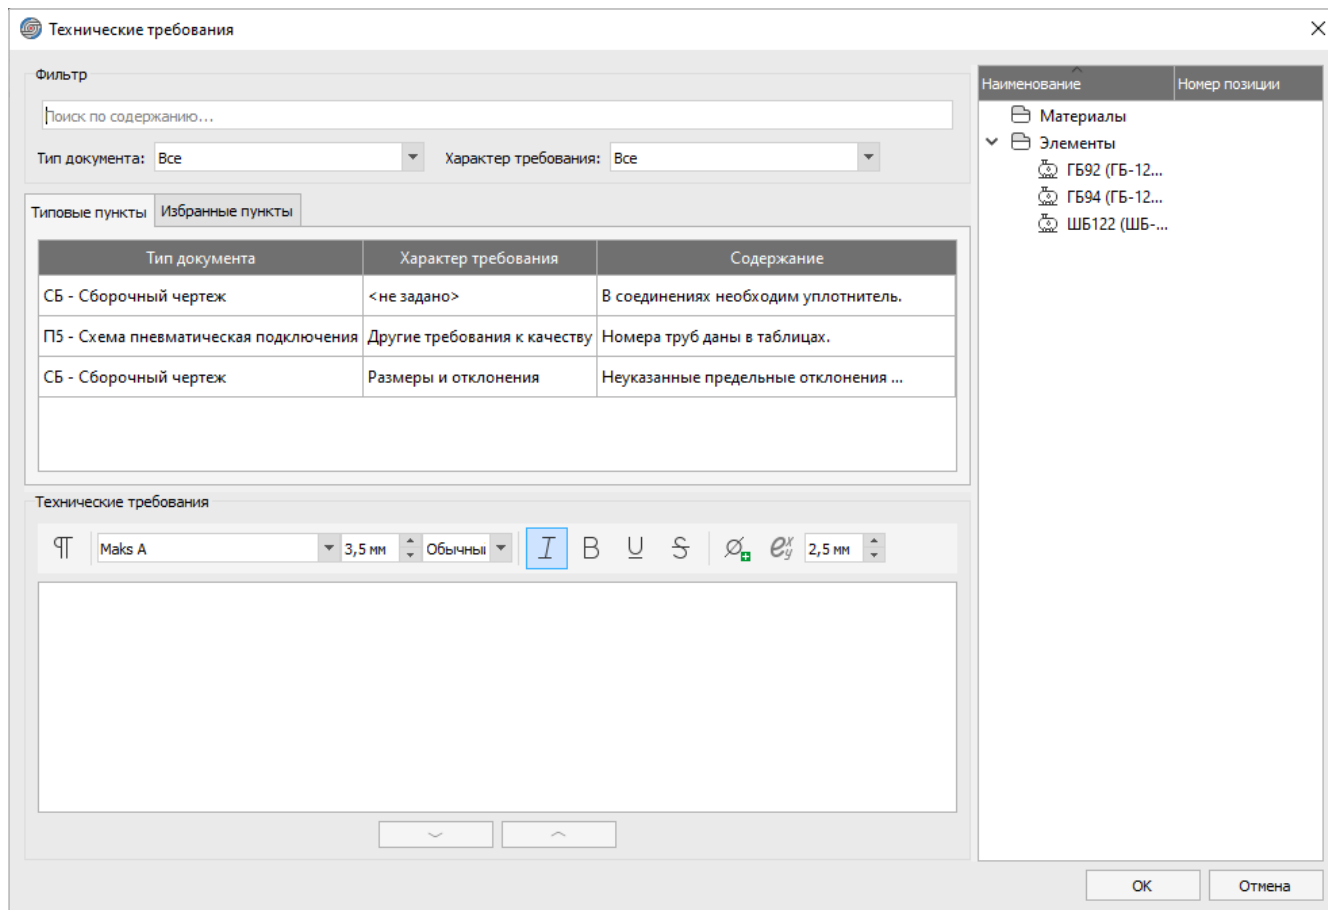 Технические требования
Фильтр
Поиск по содержанию...
Тип документа: Все Характер требования: Все
Типовые пункты Избранные пункты
Тип документа Характер требования Содержание
СБ - Сборочный чертеж <не задано> В соединениях необходим уплотнитель.
П5 - Схема пневматическая подключения Другие требования к качеству Номера труб даны в таблицах.
СБ - Сборочный чертеж Размеры и отклонения Неуказанные предельные отклонения ...
Технические требования
Maks A 3,5 мм Обычный I B U S 2,5 мм
Наименование Номер позиции
Материалы
Элементы
ГБ92 (ГБ-12...
ГБ94 (ГБ-12...
ШБ122 (ШБ-...
OK Отмена